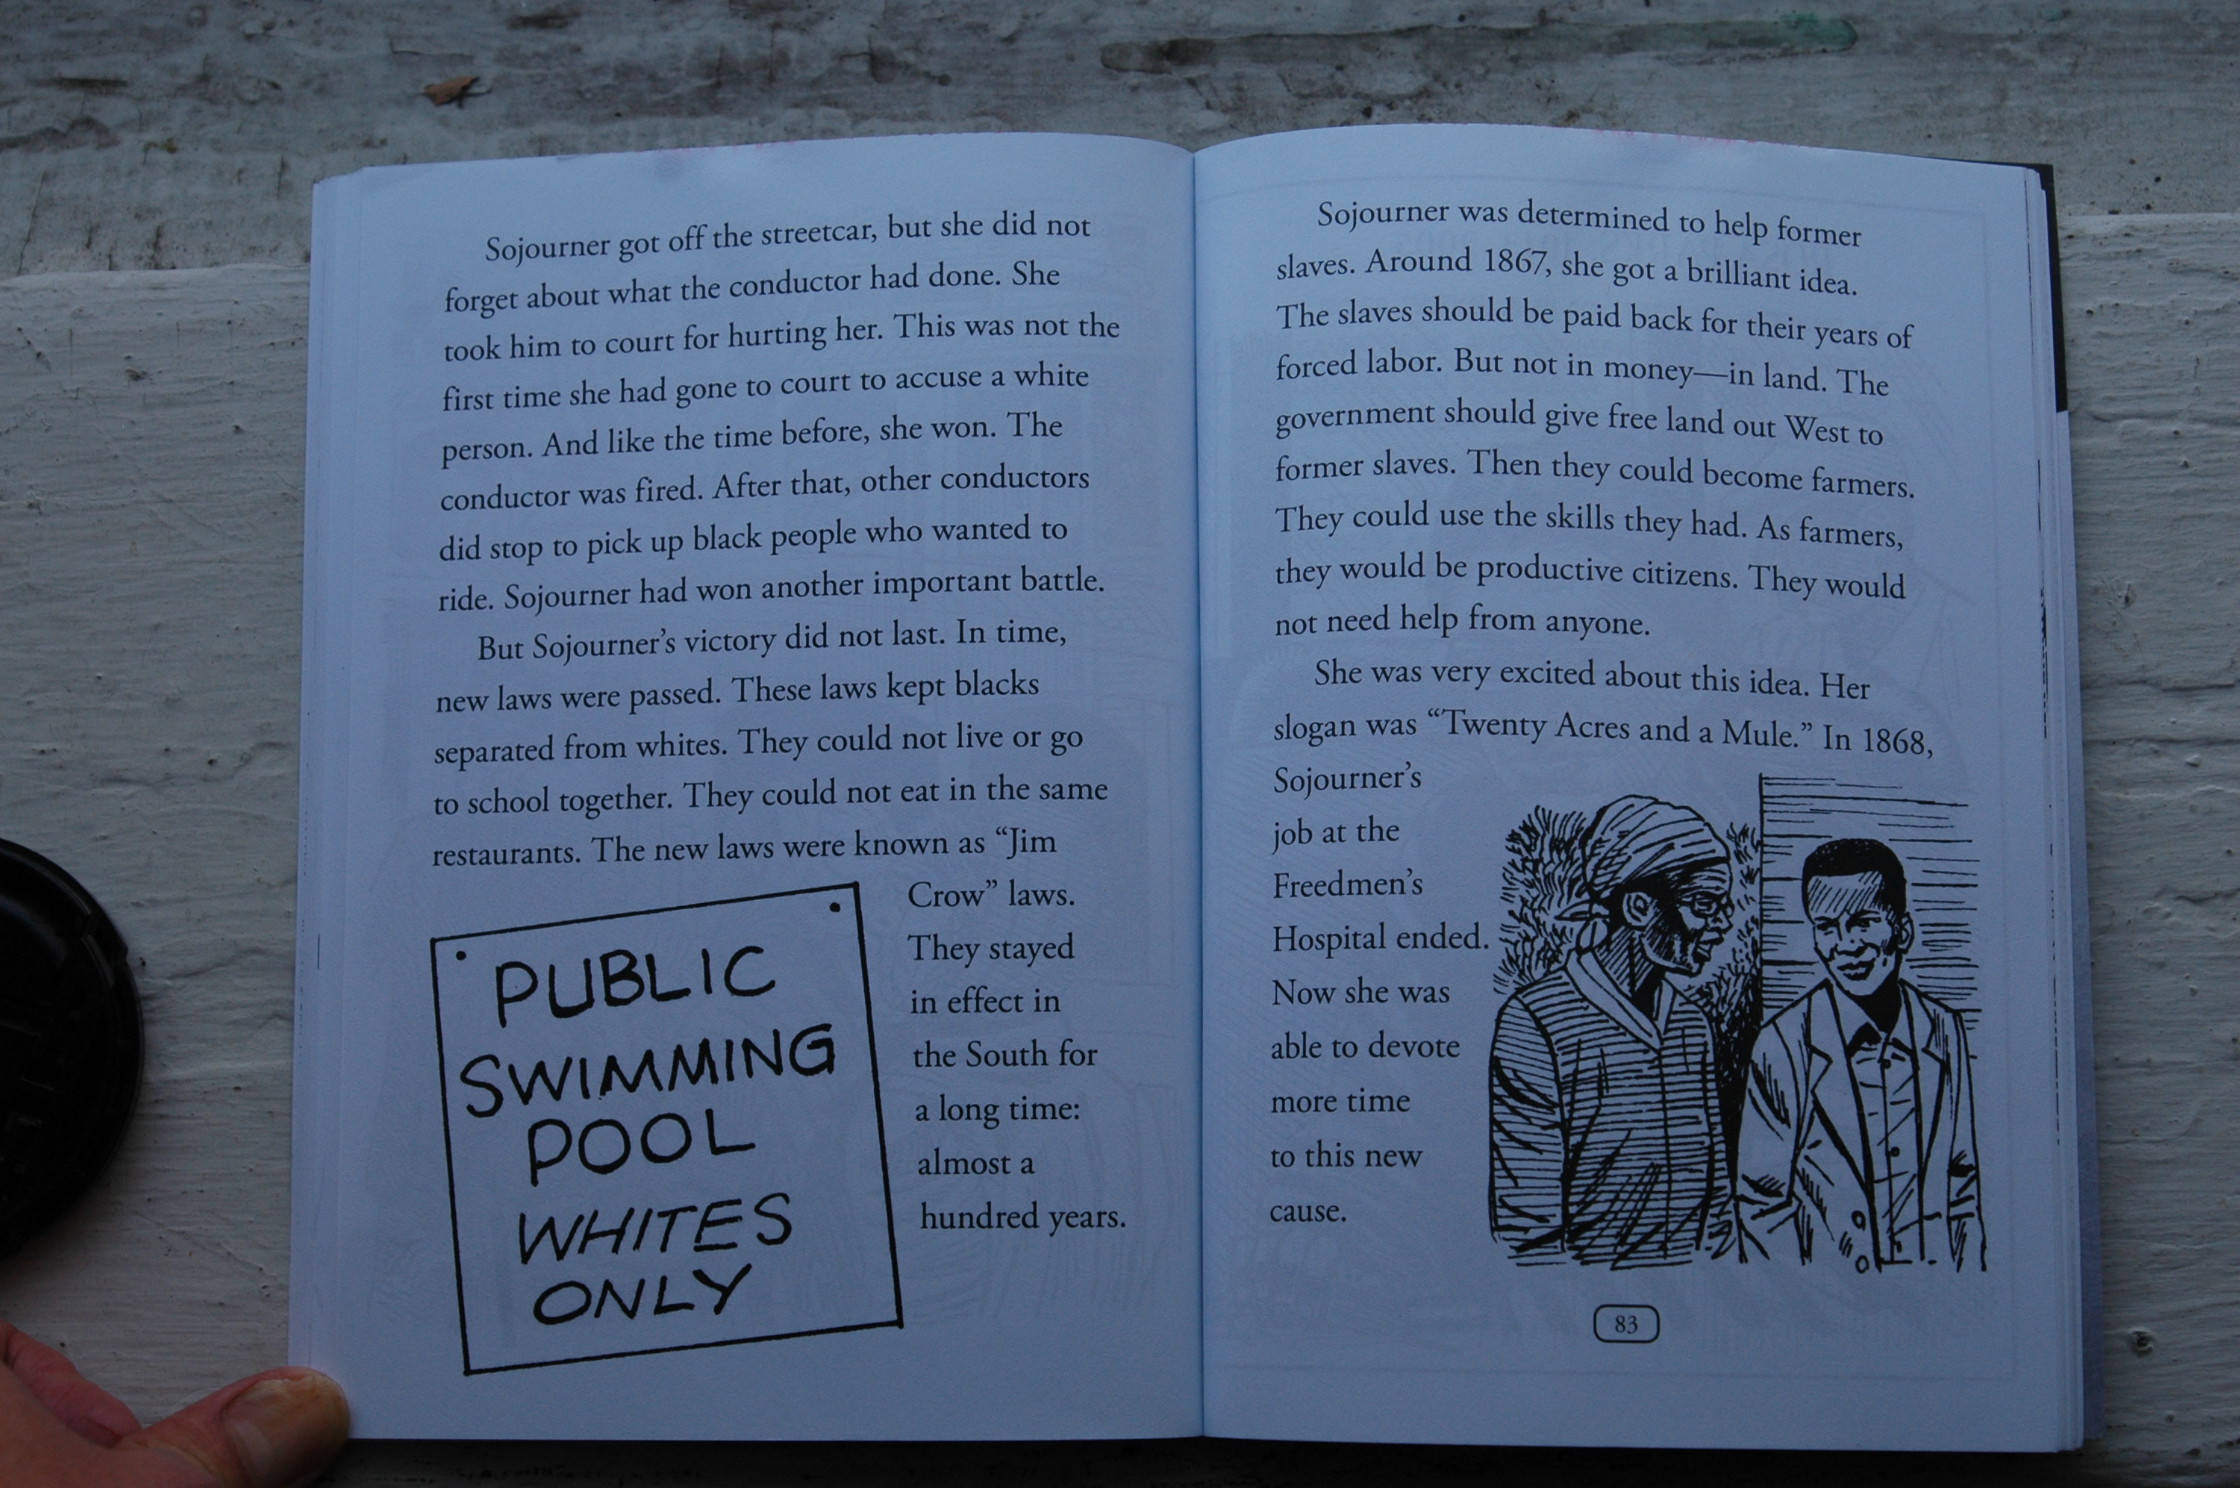 Sojourner got off the streetcar, but she did not
forget about what the conductor had done. She
took him to court for hurting her. This was not the
first time she had gone to court to accuse a white
person. And like the time before, she won. The
conductor was fired. After that, other conductors
did stop to pick up black people who wanted to
ride. Sojourner had won another important battle.
But Sojourner's victory did not last. In time,
new laws were passed. These laws kept blacks
separated from whites. They could not live or go
to school together. They could not eat in the same
restaurants. The new laws were known as “Jim
Crow” laws.
They stayed
in effect in
the South for
a long time:
almost a
hundred years.
PUBLIC
SWIMMING
POOL
WHITES
ONLY
Sojourner was determined to help former
slaves. Around 1867, she got a brilliant idea.
The slaves should be paid back for their years of
forced labor. But not in money—in land. The
government should give free land out West to
former slaves. Then they could become farmers.
They could use the skills they had. As farmers,
they would be productive citizens. They would
not need help from anyone.
She was very excited about this idea. Her
slogan was “Twenty Acres and a Mule.” In 1868,
Sojourner's
job at the
Freedmen's
Hospital ended.
Now she was
able to devote
more time
to this new
cause.
83